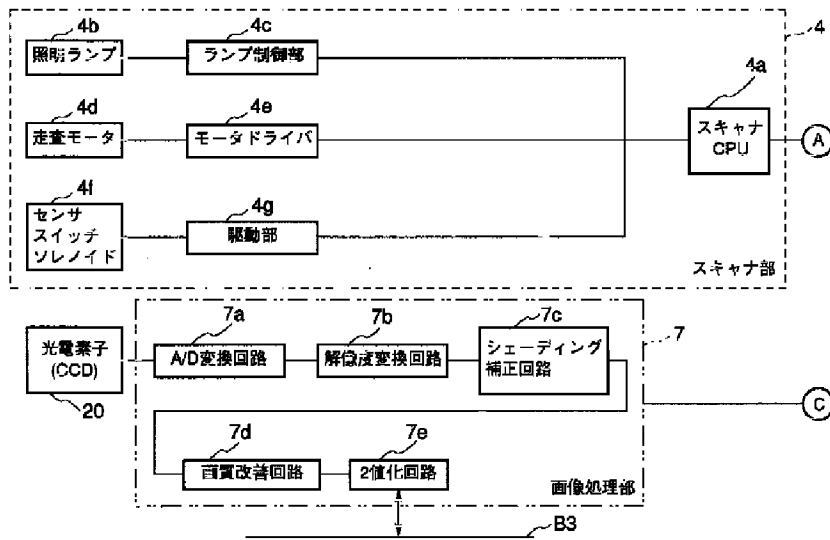 4b
照明ランプ
4c
ランプ制御部
4
4a
スキャナ
CPU
A
4d
走査モータ
4e
モータドライバ
4f
センサ
スイッチ
ソレノイド
4g
駆動部
スキャナ部
光電素子
(CCD)
20
7a
A/D変換回路
7b
解像度変換回路
7c
シェーディング
補正回路
7
C
7d
画質改善回路
7e
2値化回路
画像処理部
B3